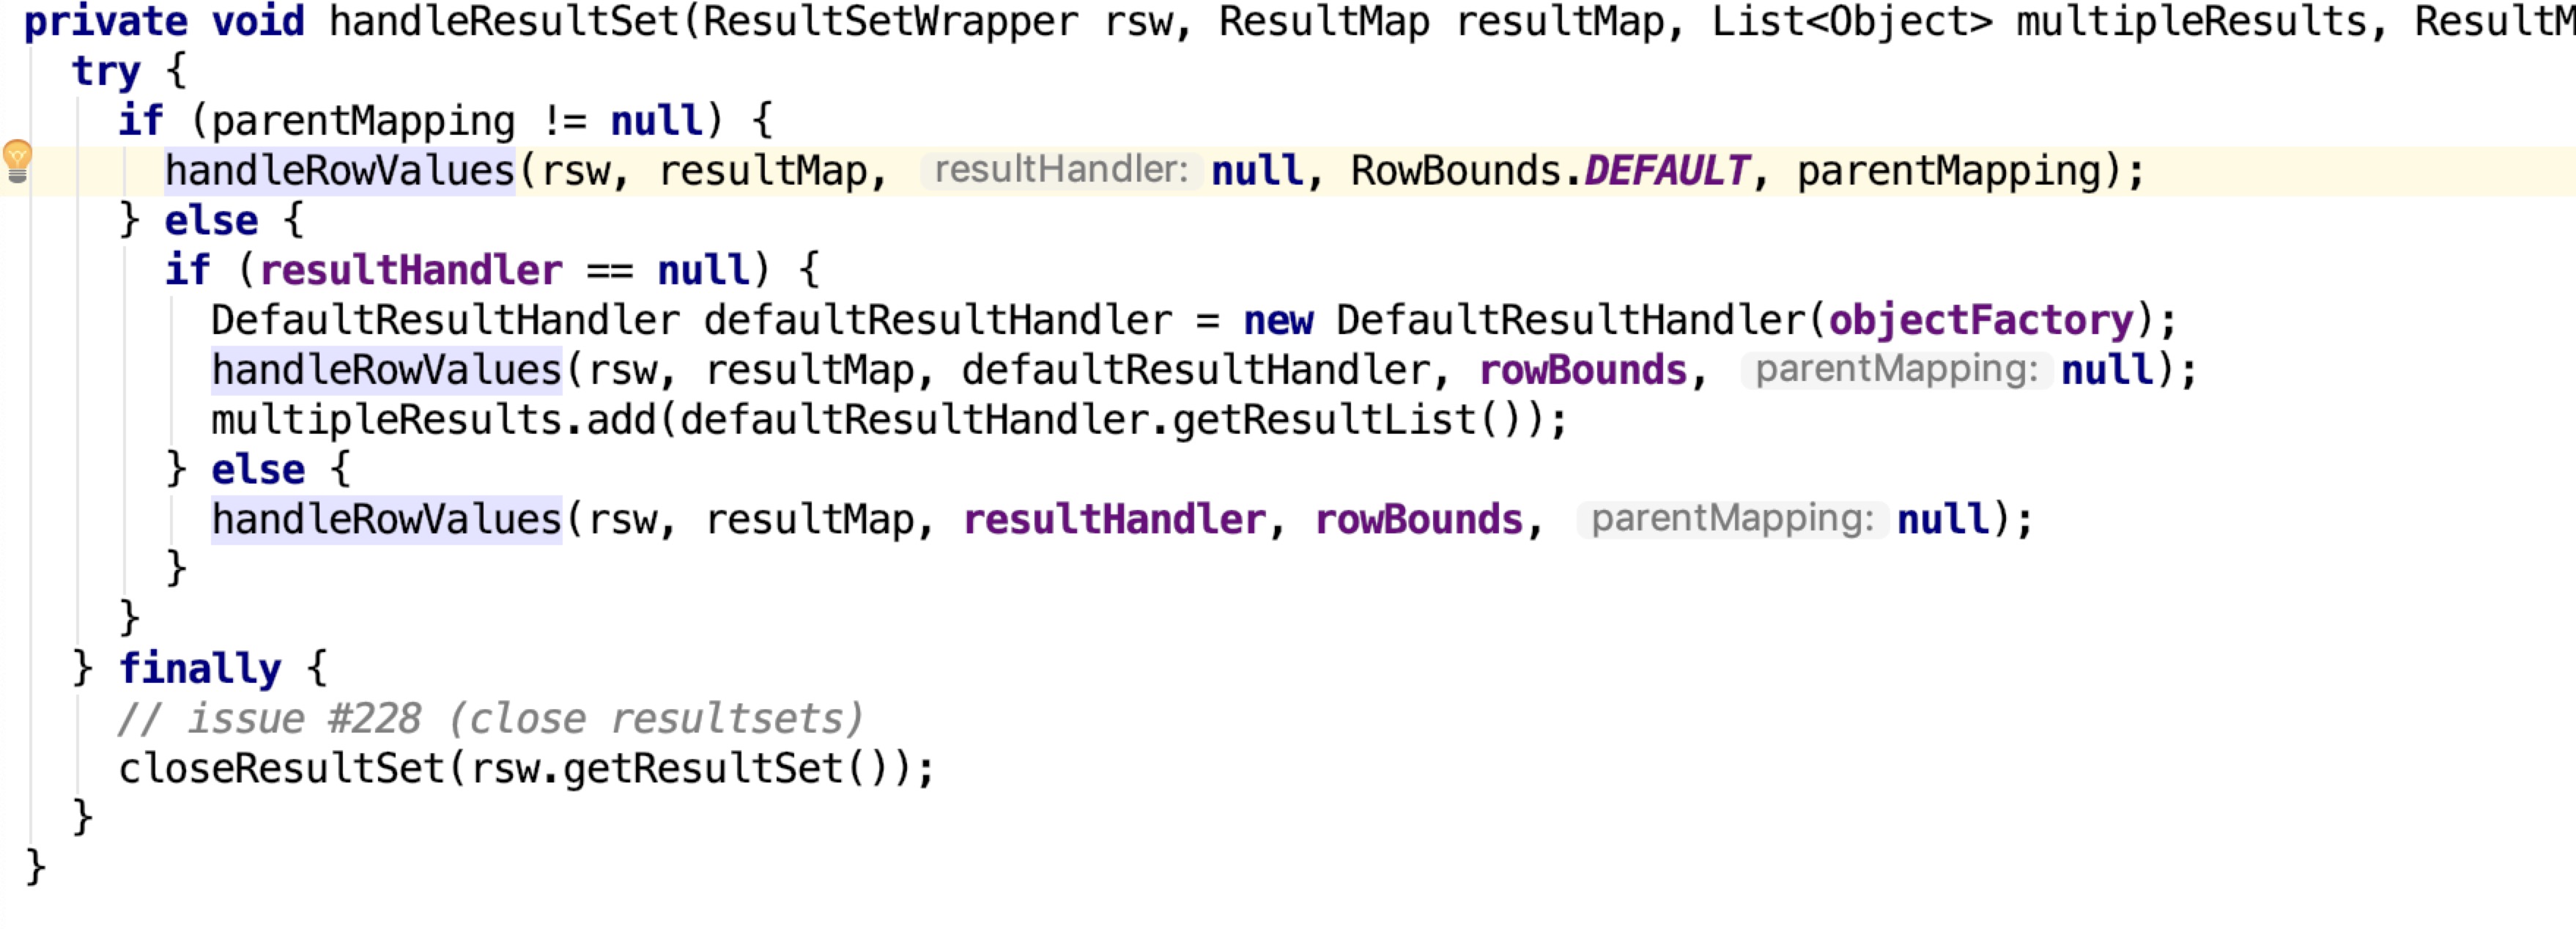 private void handleResultSet(ResultSetWrapper rsw, ResultMap resultMap, List<Object> multipleResults, ResultM
try {
if (parentMapping != null) {
handleRowValues(rsw, resultMap, resultHandler: null, RowBounds.DEFAULT, parentMapping);
} else {
if (resultHandler == null) {
DefaultResultHandler defaultResultHandler = new DefaultResultHandler(objectFactory);
handleRowValues(rsw, resultMap, defaultResultHandler, rowBounds, parentMapping: null);
multipleResults.add(defaultResultHandler.getResultList());
} else {
handleRowValues(rsw, resultMap, resultHandler, rowBounds, parentMapping: null);
}
}
} finally {
// issue #228 (close resultsets)
closeResultSet(rsw.getResultSet());
}
}